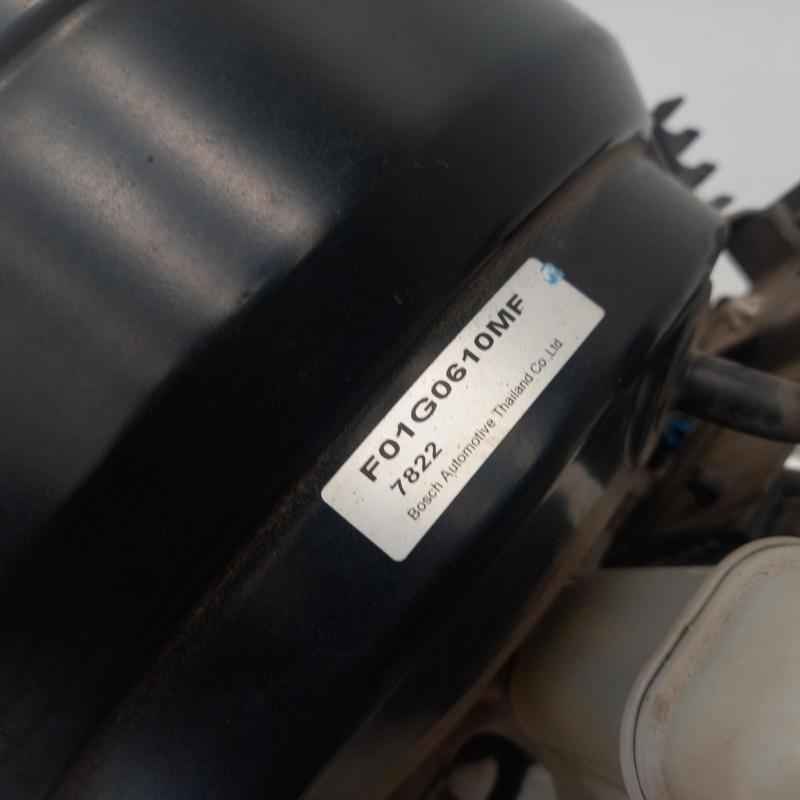 F01G0610MF
7822
Bosch Automotive Thailand Co.,Ltd